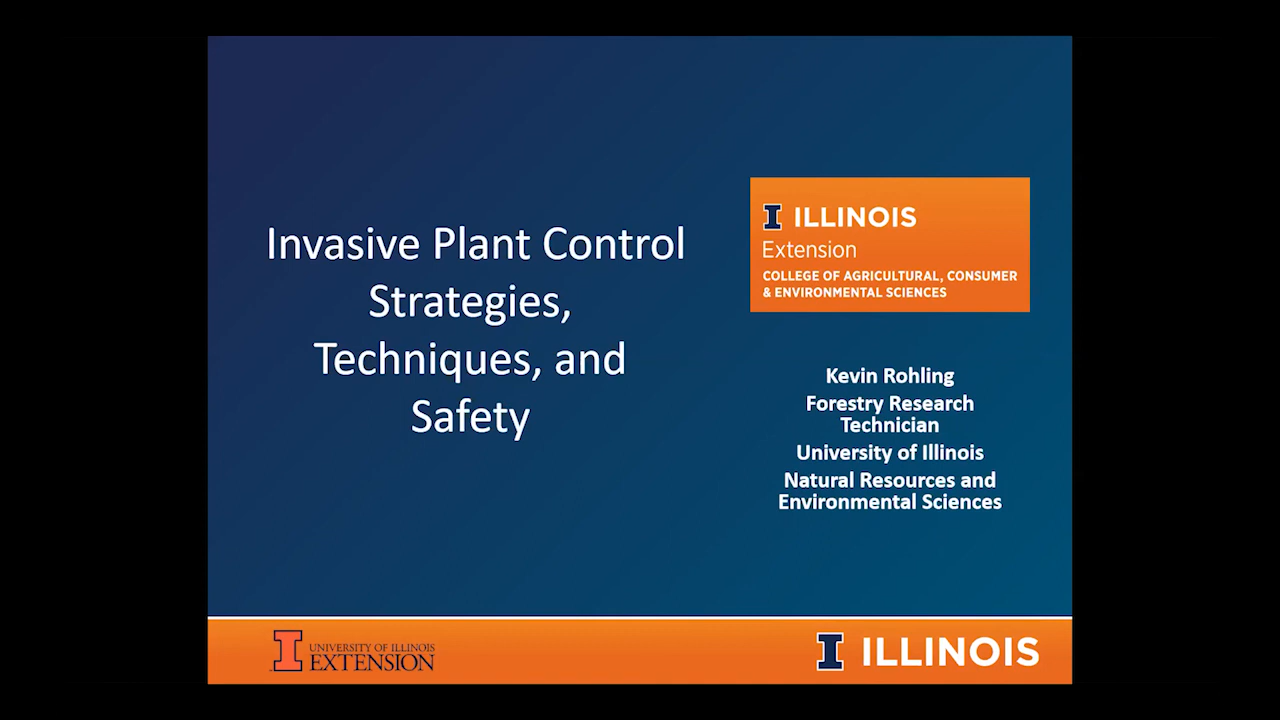 Invasive Plant Control
Strategies,
Techniques, and
Safety
ILLINOIS
Extension
COLLEGE OF AGRICULTURAL, CONSUMER
& ENVIRONMENTAL SCIENCES
Kevin Rohling
Forestry Research
Technician
University of Illinois
Natural Resources and
Environmental Sciences
UNIVERSITY OF ILLINOIS
EXTENSION
ILLINOIS